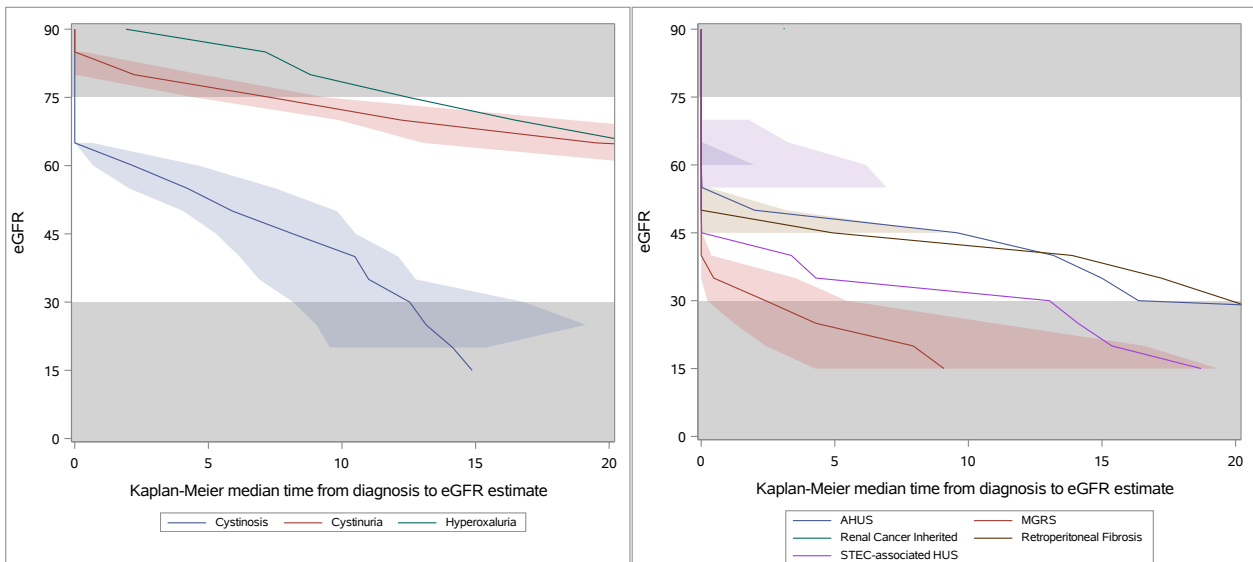 90
75
60
45
30
15
0
eGFR
0 5 10 15 20
Kaplan-Meier median time from diagnosis to eGFR estimate
Cystinosis Cystinuria Hyperoxaluria
90
75
60
45
30
15
0
eGFR
0 5 10 15 20
Kaplan-Meier median time from diagnosis to eGFR estimate
AHUS MGRS
Renal Cancer Inherited Retroperitoneal Fibrosis
STEC-associated HUS